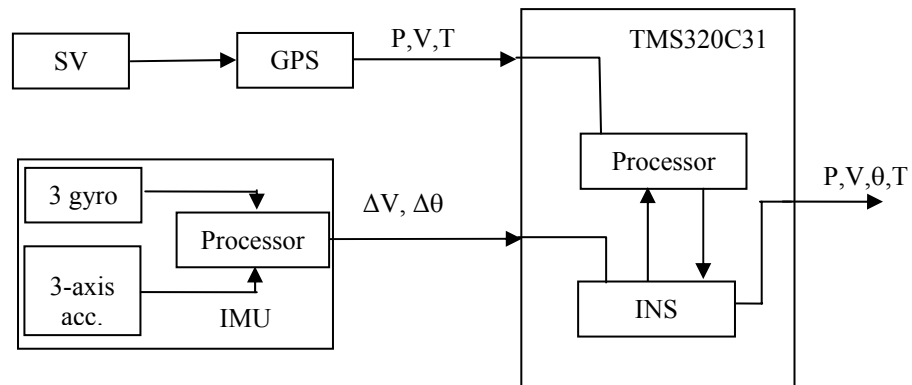 TMS320C31
P,V,T
SV
GPS
Processor
P,V,θ,T
3 gyro
Processor
ΔV, Δθ
3-axis
acc.
IMU
INS